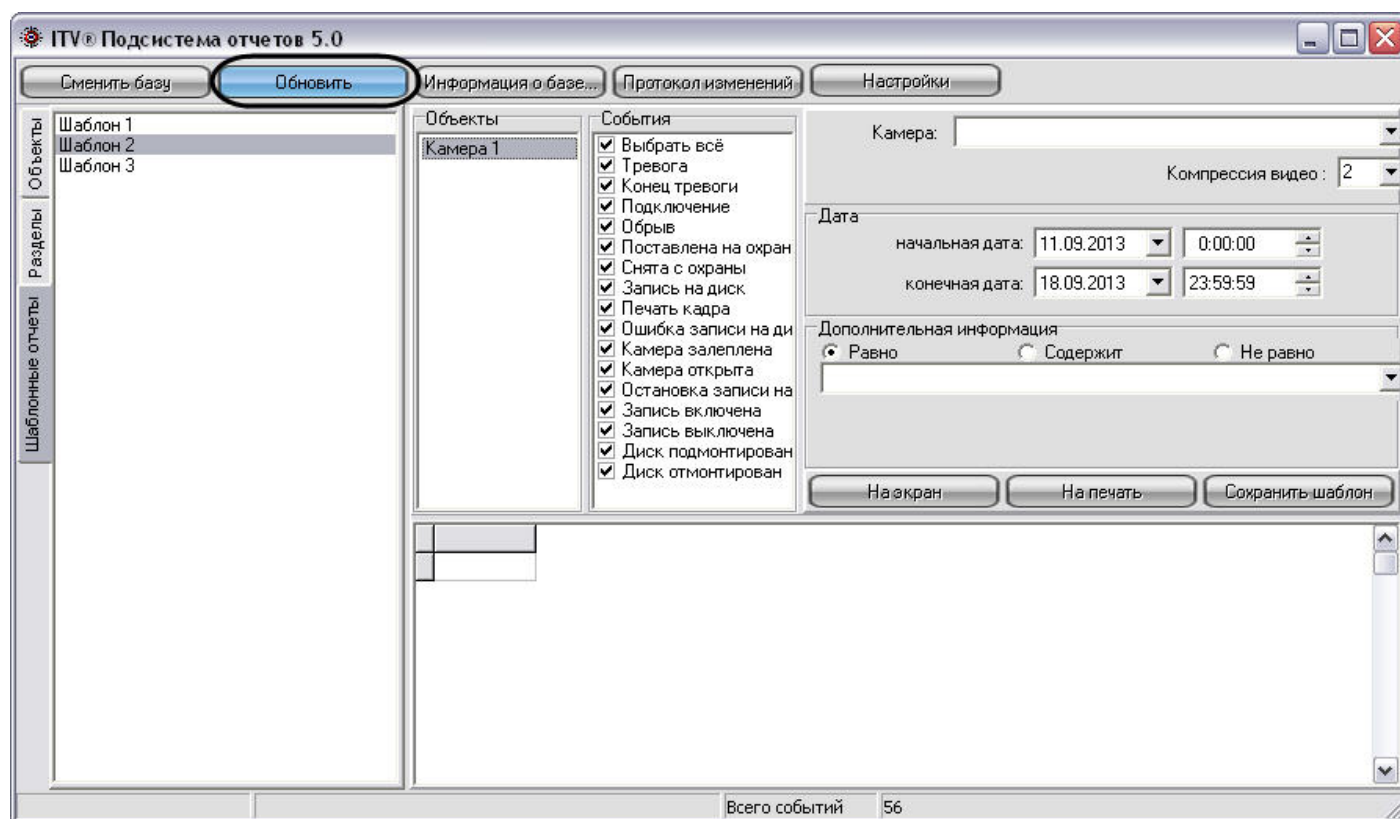 ITV® Подсистема отчетов 5.0
Сменить базу
Обновить
Информация о базе...
Протокол изменений
Настройки
Объекты
Разделы
Шаблонные отчеты
Шаблон 1
Шаблон 2
Шаблон 3
Объекты
Камера 1
События
Выбрать всё
Тревога
Конец тревоги
Подключение
Обрыв
Поставлена на охран
Снята с охраны
Запись на диск
Печать кадра
Ошибка записи на ди
Камера залеплена
Камера открыта
Остановка записи на
Запись включена
Запись выключена
Диск подмонтирован
Диск отмонтирован
Камера:
Компрессия видео : 2
Дата
начальная дата: 11.09.2013 0:00:00
конечная дата: 18.09.2013 23:59:59
Дополнительная информация
Равно Содержит Не равно
На экран
На печать
Сохранить шаблон
Всего событий 56